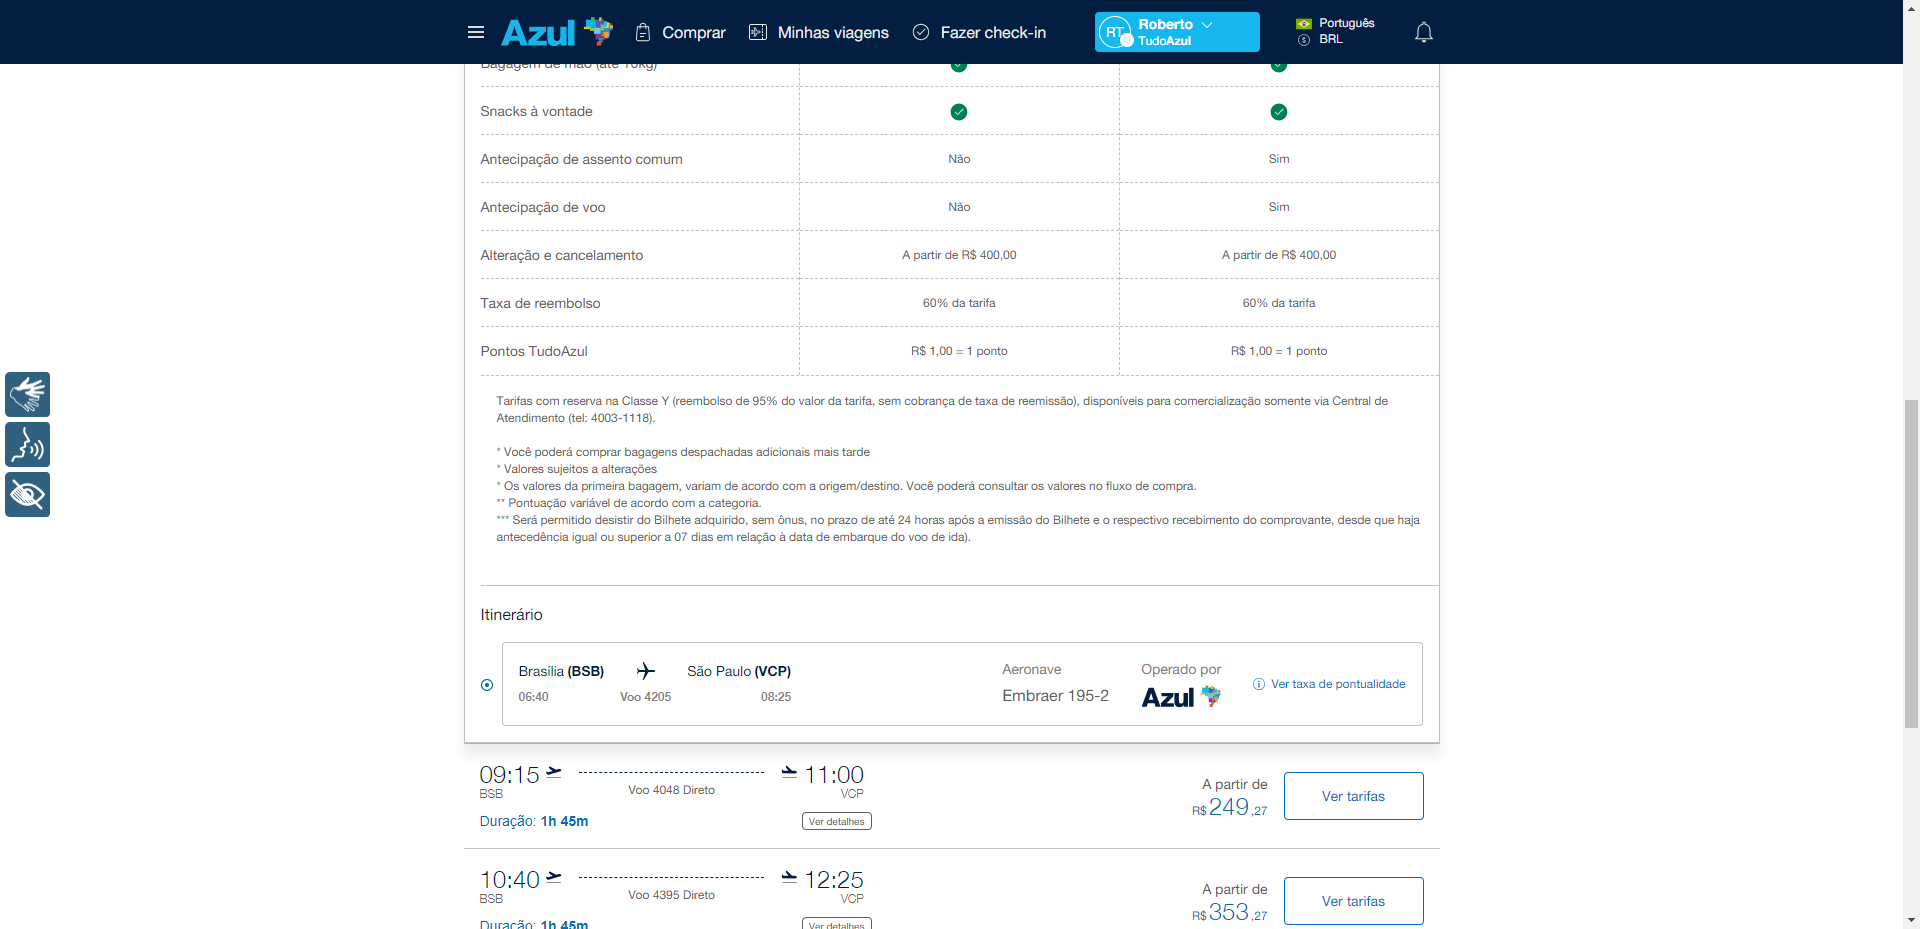 Azul
Comprar
Minhas viagens
Fazer check-in
RT
Roberto
TudoAzul
Português
BRL
Bagagem de mão (até 10kg)
Snacks à vontade
Antecipação de assento comum Não Sim
Antecipação de voo Não Sim
Alteração e cancelamento A partir de R$ 400,00 A partir de R$ 400,00
Taxa de reembolso 60% da tarifa 60% da tarifa
Pontos TudoAzul R$ 1,00 = 1 ponto R$ 1,00 = 1 ponto
Tarifas com reserva na Classe Y (reembolso de 95% do valor da tarifa, sem cobrança de taxa de reemissão), disponíveis para comercialização somente via Central de
Atendimento (tel: 4003-1118).
* Você poderá comprar bagagens despachadas adicionais mais tarde
* Valores sujeitos a alterações
* Os valores da primeira bagagem, variam de acordo com a origem/destino. Você poderá consultar os valores no fluxo de compra.
** Pontuação variável de acordo com a categoria.
*** Será permitido desistir do Bilhete adquirido, sem ônus, no prazo de até 24 horas após a emissão do Bilhete e o respectivo recebimento do comprovante, desde que haja
antecedência igual ou superior a 07 dias em relação à data de embarque do voo de ida).
Itinerário
Brasília (BSB) São Paulo (VCP)
06:40 Voo 4205 08:25
Aeronave
Embraer 195-2
Operado por
Azul
Ver taxa de pontualidade
09:15 11:00
BSB Voo 4048 Direto VCP
Duração: 1h 45m Ver detalhes
A partir de
R$ 249,27
Ver tarifas
10:40 12:25
BSB Voo 4395 Direto VCP
Duração: 1h 45m Ver detalhes
A partir de
R$ 353,27
Ver tarifas